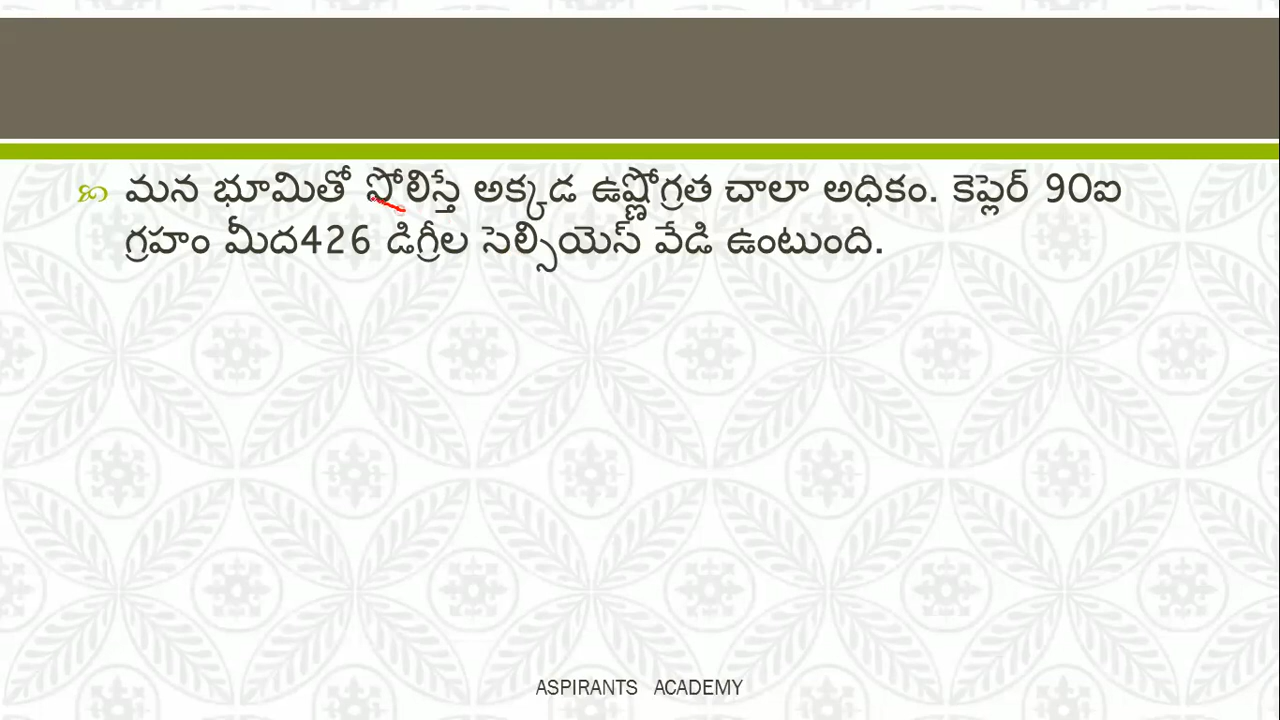 మన భూమితో పోలిస్తే అక్కడ ఉష్ణోగ్రత చాలా అధికం. కెప్లెర్ 90ఐ
గ్రహం మీద426 డిగ్రీల సెల్సియెస్ వేడి ఉంటుంది.
ASPIRANTS ACADEMY